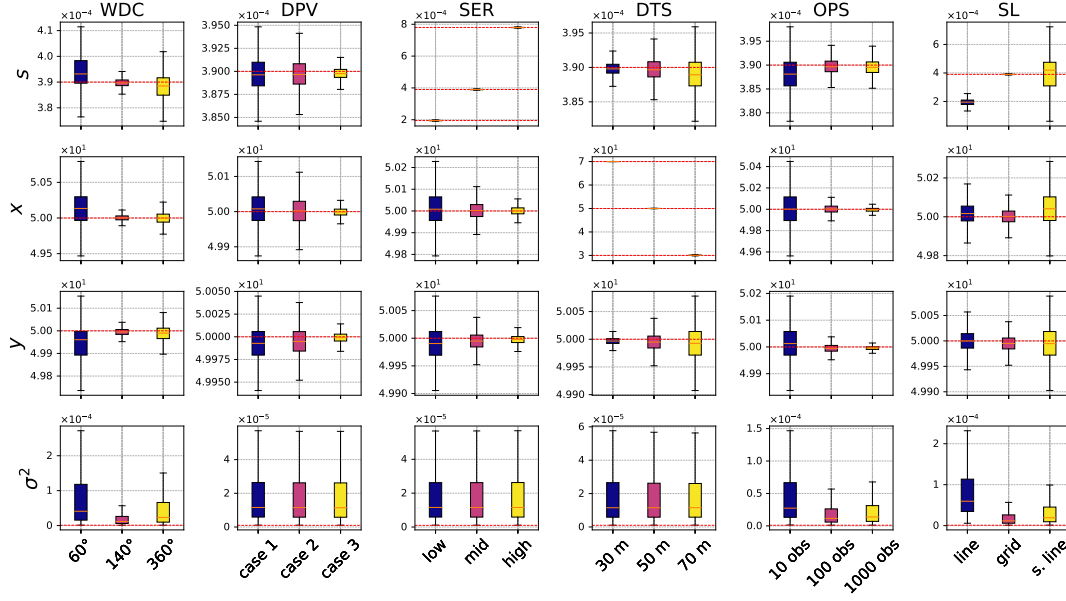 WDC DPV SER DTS OPS SL
×10⁻⁴ ×10⁻⁴ ×10⁻⁴ ×10⁻⁴ ×10⁻⁴ ×10⁻⁴
s
4.1 4.0 3.9 3.8
3.950 3.925 3.900 3.875 3.850
8 6 4 2
3.95 3.90 3.85
3.95 3.90 3.85 3.80
6 4 2
×10¹ ×10¹ ×10¹ ×10¹ ×10¹ ×10¹
x
5.05 5.00 4.95
5.01 5.00 4.99
5.02 5.01 5.00 4.99 4.98
7 6 5 4 3
5.04 5.02 5.00 4.98 4.96
5.02 5.00 4.98
×10¹ ×10¹ ×10¹ ×10¹ ×10¹ ×10¹
y
5.01 5.00 4.99 4.98
5.0050 5.0025 5.0000 4.9975 4.9950
5.005 5.000 4.995 4.990
5.005 5.000 4.995 4.990
5.02 5.01 5.00 4.99
5.005 5.000 4.995 4.990
×10⁻⁴ ×10⁻⁵ ×10⁻⁵ ×10⁻⁵ ×10⁻⁴ ×10⁻⁴
σ²
2 1 0
4 2 0
4 2 0
6 4 2 0
1.5 1.0 0.5 0.0
2 1 0
60° 140° 360° case 1 case 2 case 3 low mid high 30 m 50 m 70 m 10 obs 100 obs 1000 obs line grid s. line